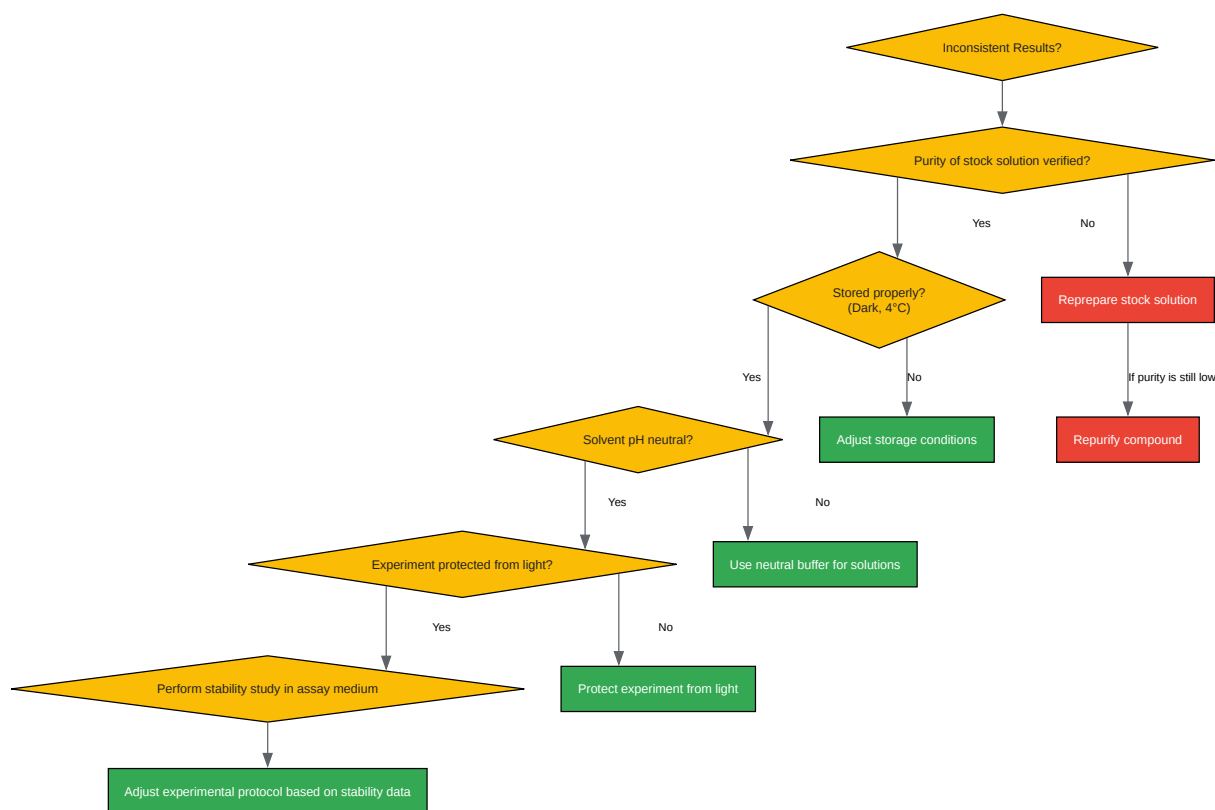 Inconsistent Results?
Purity of stock solution verified?
Yes
No
Stored properly?
(Dark, 4°C)
Reprepare stock solution
Yes
No
If purity is still low
Solvent pH neutral?
Adjust storage conditions
Repurify compound
Yes
No
Experiment protected from light?
Use neutral buffer for solutions
Yes
No
Perform stability study in assay medium
Protect experiment from light
Adjust experimental protocol based on stability data